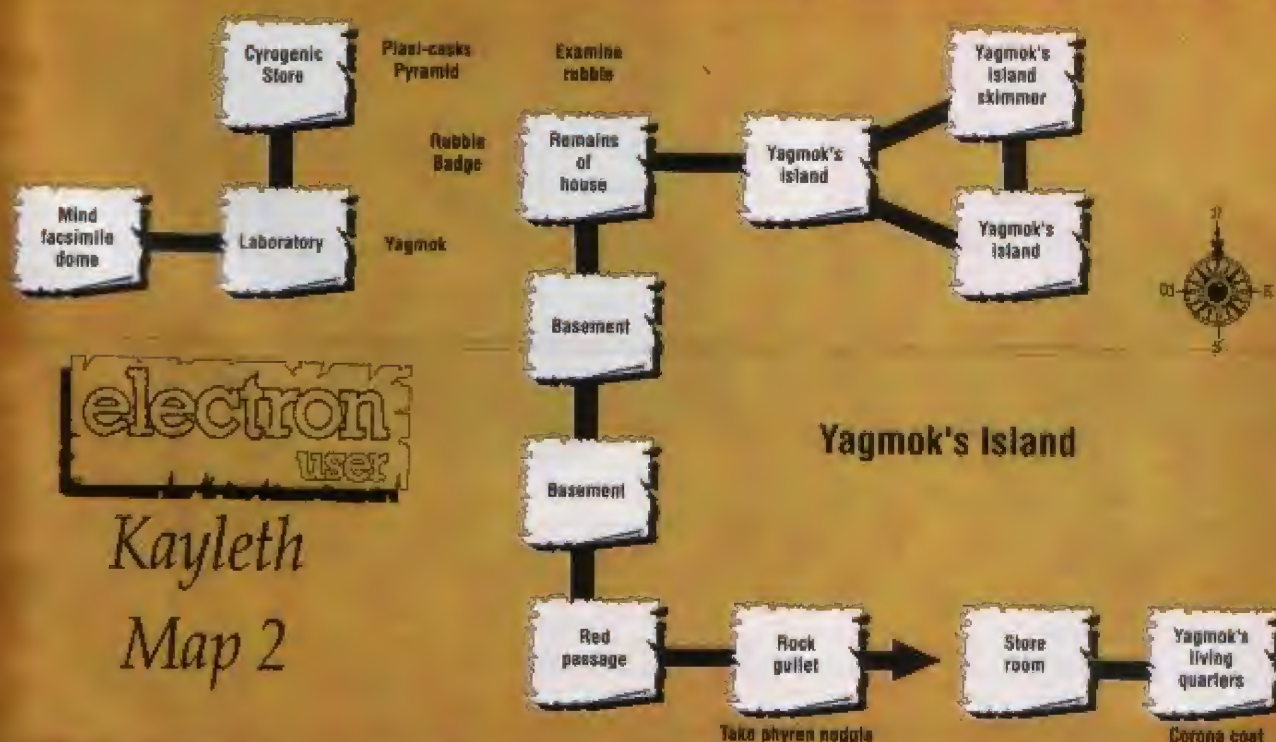 Cyrogenic
Store
Plast-casks
Pyramid
Examine
rubble
Yagmok's
island
skimmer
Rubble
Badge
Remains
of
house
Yagmok's
island
Mind
facsimile
dome
Laboratory
Yagmok
Yagmok's
island
E
S
Basement
electron
user
Yagmok's Island
Basement
Kayleth
Map 2
Red
passage
Rock
gullet
Store
room
Yagmok's
living
quarters
Take phyren nodule
Corona coat